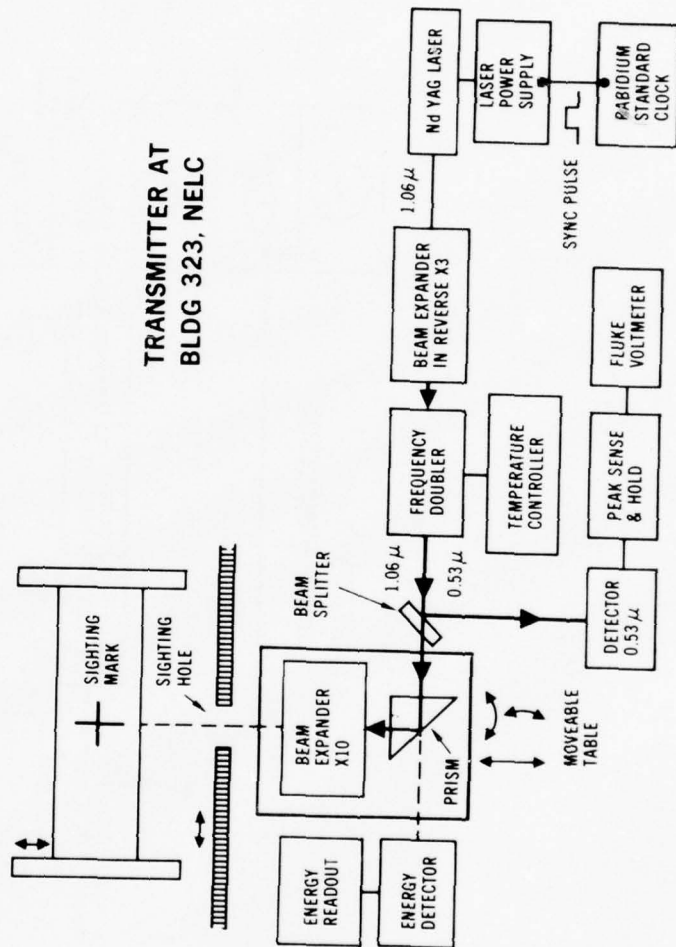 TRANSMITTER AT
BLDG 323, NELC
SIGHTING
MARK
SIGHTING
HOLE
BEAM
SPLITTER
BEAM
EXPANDER
X10
PRISM
ENERGY
READOUT
ENERGY
DETECTOR
MOVEABLE
TABLE
1.06μ
0.53μ
FREQUENCY
DOUBLER
TEMPERATURE
CONTROLLER
BEAM EXPANDER
IN REVERSE X3
1.06μ
Nd YAG LASER
LASER
POWER
SUPPLY
SYNC PULSE
RABIDIUM
STANDARD
CLOCK
DETECTOR
0.53μ
PEAK SENSE
& HOLD
FLUKE
VOLTMETER